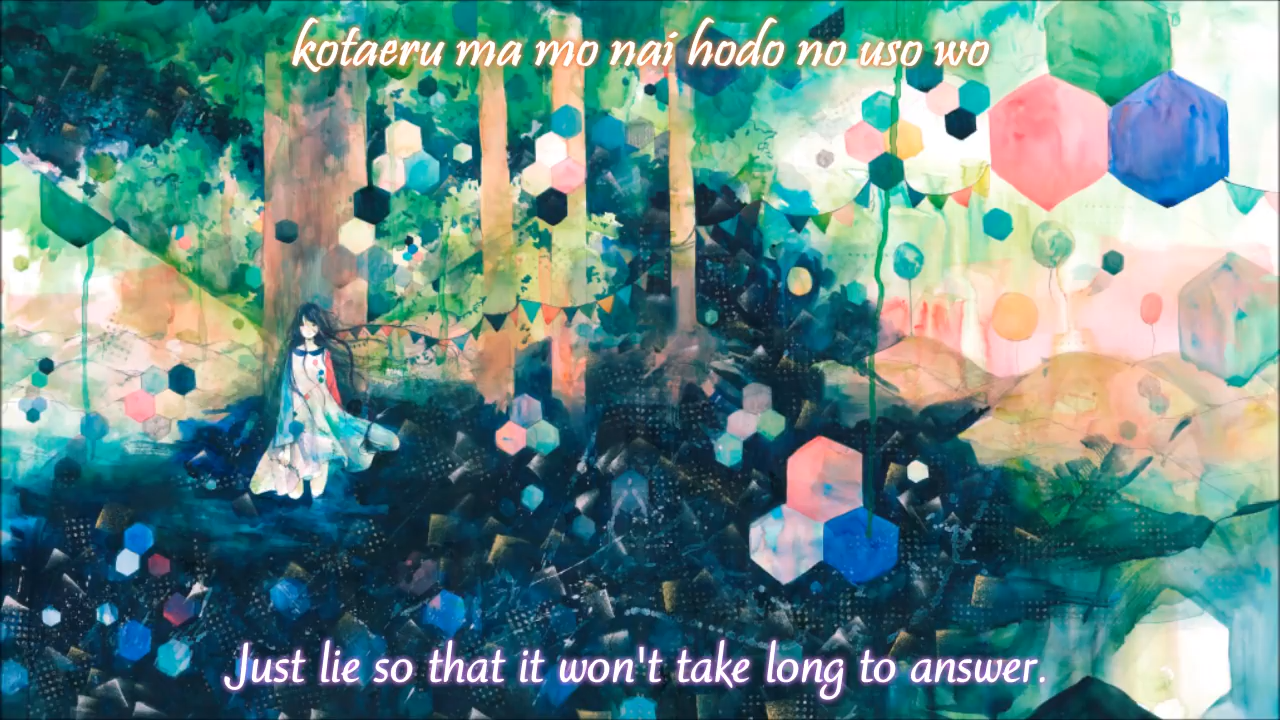 kotaeru ma mo nai hodo no uso wo
Just lie so that it won't take long to answer.